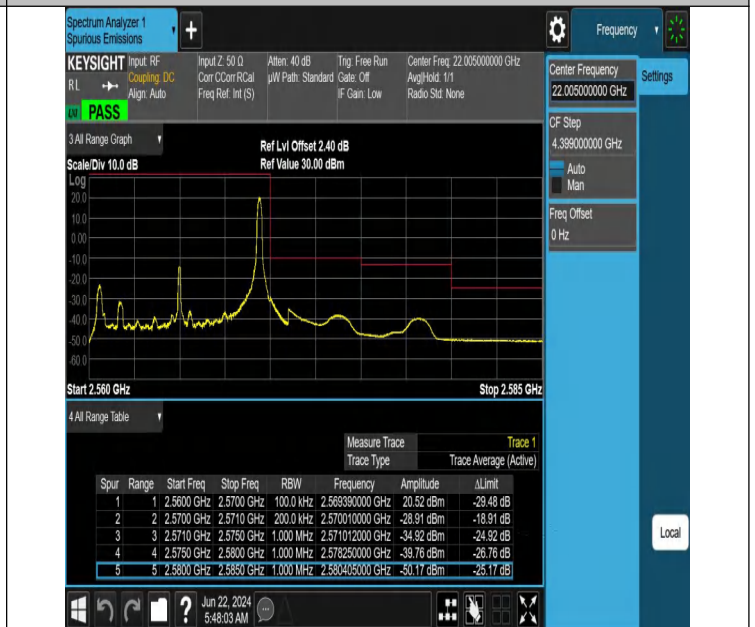 Spectrum Analyzer 1
Spurious Emissions
+
Frequency
KEYSIGHT Input: RF Input Z: 50 Ω Atten: 40 dB Trig: Free Run Center Freq: 22.005000000 GHz
RL Coupling: DC Corr CCorr RCal µW Path: Standard Gate: Off Avg|Hold: 1/1
Align: Auto Freq Ref: Int (S) IF Gain: Low Radio Std: None
PASS
Center Frequency
22.005000000 GHz
Settings
CF Step
4.399000000 GHz
Auto
Man
Freq Offset
0 Hz
3 All Range Graph
Ref Lvl Offset 2.40 dB
Scale/Div 10.0 dB Ref Value 30.00 dBm
Log
20.0
10.0
0.00
-10.0
-20.0
-30.0
-40.0
-50.0
-60.0
Start 2.560 GHz Stop 2.585 GHz
4 All Range Table
Measure Trace Trace 1
Trace Type Trace Average (Active)
Spur Range Start Freq Stop Freq RBW Frequency Amplitude ΔLimit
1 1 2.5600 GHz 2.5700 GHz 100.0 kHz 2.569390000 GHz 20.52 dBm -29.48 dB
2 2 2.5700 GHz 2.5710 GHz 200.0 kHz 2.570010000 GHz -28.91 dBm -18.91 dB
3 3 2.5710 GHz 2.5750 GHz 1.000 MHz 2.571012000 GHz -34.92 dBm -24.92 dB
4 4 2.5750 GHz 2.5800 GHz 1.000 MHz 2.578250000 GHz -39.76 dBm -26.76 dB
5 5 2.5800 GHz 2.5850 GHz 1.000 MHz 2.580405000 GHz -50.17 dBm -25.17 dB
Local
? Jun 22, 2024
5:48:03 AM